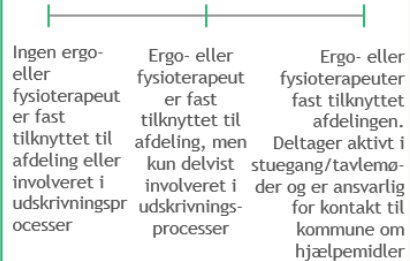 Ingen ergo-
eller
fysioterapeut
er fast
tilknyttet til
afdeling eller
involveret i
udskrivningspr
ocesser
Ergo- eller
fysioterapeut
er fast
tilknyttet til
afdeling, men
kun delvist
involveret i
udskrivnings-
processer
Ergo- eller
fysioterapeuter
fast tilknyttet
afdelingen.
Deltager aktivt i
stuegang/tavlemø-
der og er ansvarlig
for kontakt til
kommune om
hjælpemidler